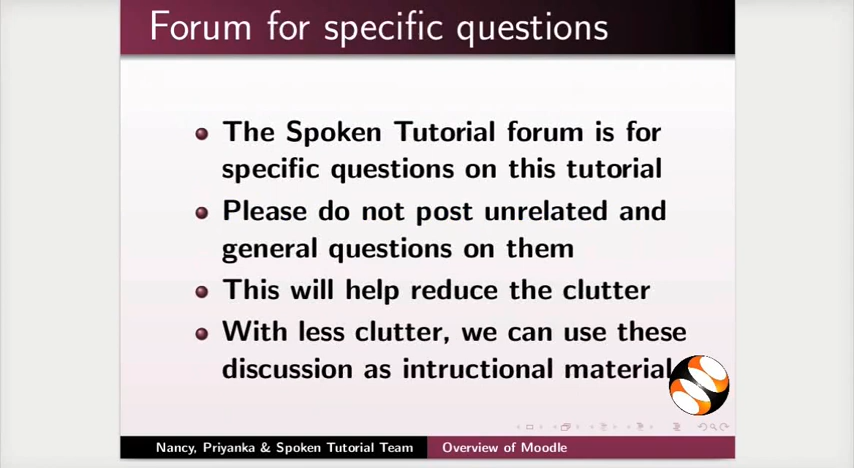 Forum for specific questions
The Spoken Tutorial forum is for
specific questions on this tutorial
Please do not post unrelated and
general questions on them
This will help reduce the clutter
With less clutter, we can use these
discussion as intructional material
Nancy, Priyanka & Spoken Tutorial Team
Overview of Moodle